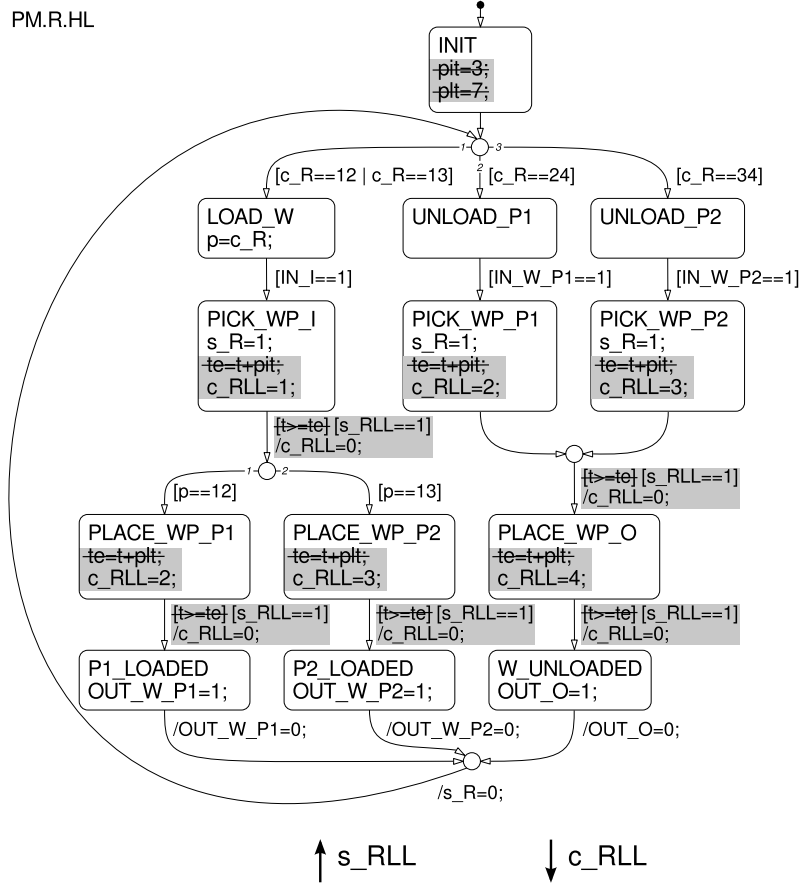 PM.R.HL
INIT
pit=3;
plt=7;
1
3
2
[c_R==12 | c_R==13]
[c_R==24]
[c_R==34]
LOAD_W
p=c_R;
UNLOAD_P1
UNLOAD_P2
[IN_I==1]
[IN_W_P1==1]
[IN_W_P2==1]
PICK_WP_I
s_R=1;
te=t+pit;
c_RLL=1;
PICK_WP_P1
s_R=1;
te=t+pit;
c_RLL=2;
PICK_WP_P2
s_R=1;
te=t+pit;
c_RLL=3;
[t>=te] [s_RLL==1]
/c_RLL=0;
1
2
[p==12]
[p==13]
[t>=te] [s_RLL==1]
/c_RLL=0;
PLACE_WP_P1
te=t+plt;
c_RLL=2;
PLACE_WP_P2
te=t+plt;
c_RLL=3;
PLACE_WP_O
te=t+plt;
c_RLL=4;
[t>=te] [s_RLL==1]
/c_RLL=0;
[t>=te] [s_RLL==1]
/c_RLL=0;
[t>=te] [s_RLL==1]
/c_RLL=0;
P1_LOADED
OUT_W_P1=1;
P2_LOADED
OUT_W_P2=1;
W_UNLOADED
OUT_O=1;
/OUT_W_P1=0;
/OUT_W_P2=0;
/OUT_O=0;
/s_R=0;
s_RLL
c_RLL